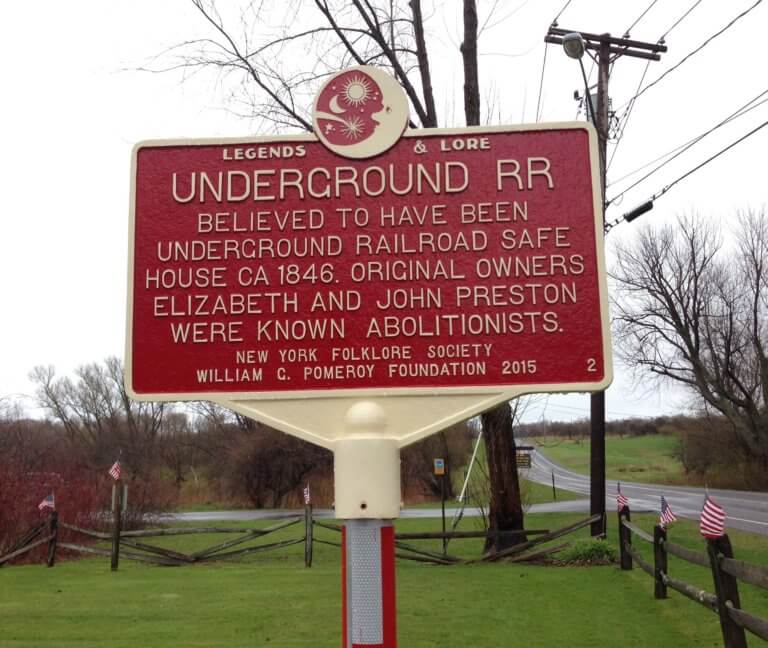 LEGENDS & LORE
UNDERGROUND RR
BELIEVED TO HAVE BEEN
UNDERGROUND RAILROAD SAFE
HOUSE CA 1846. ORIGINAL OWNERS
ELIZABETH AND JOHN PRESTON
WERE KNOWN ABOLITIONISTS.
NEW YORK FOLKLORE SOCIETY
WILLIAM G. POMEROY FOUNDATION 2015 2